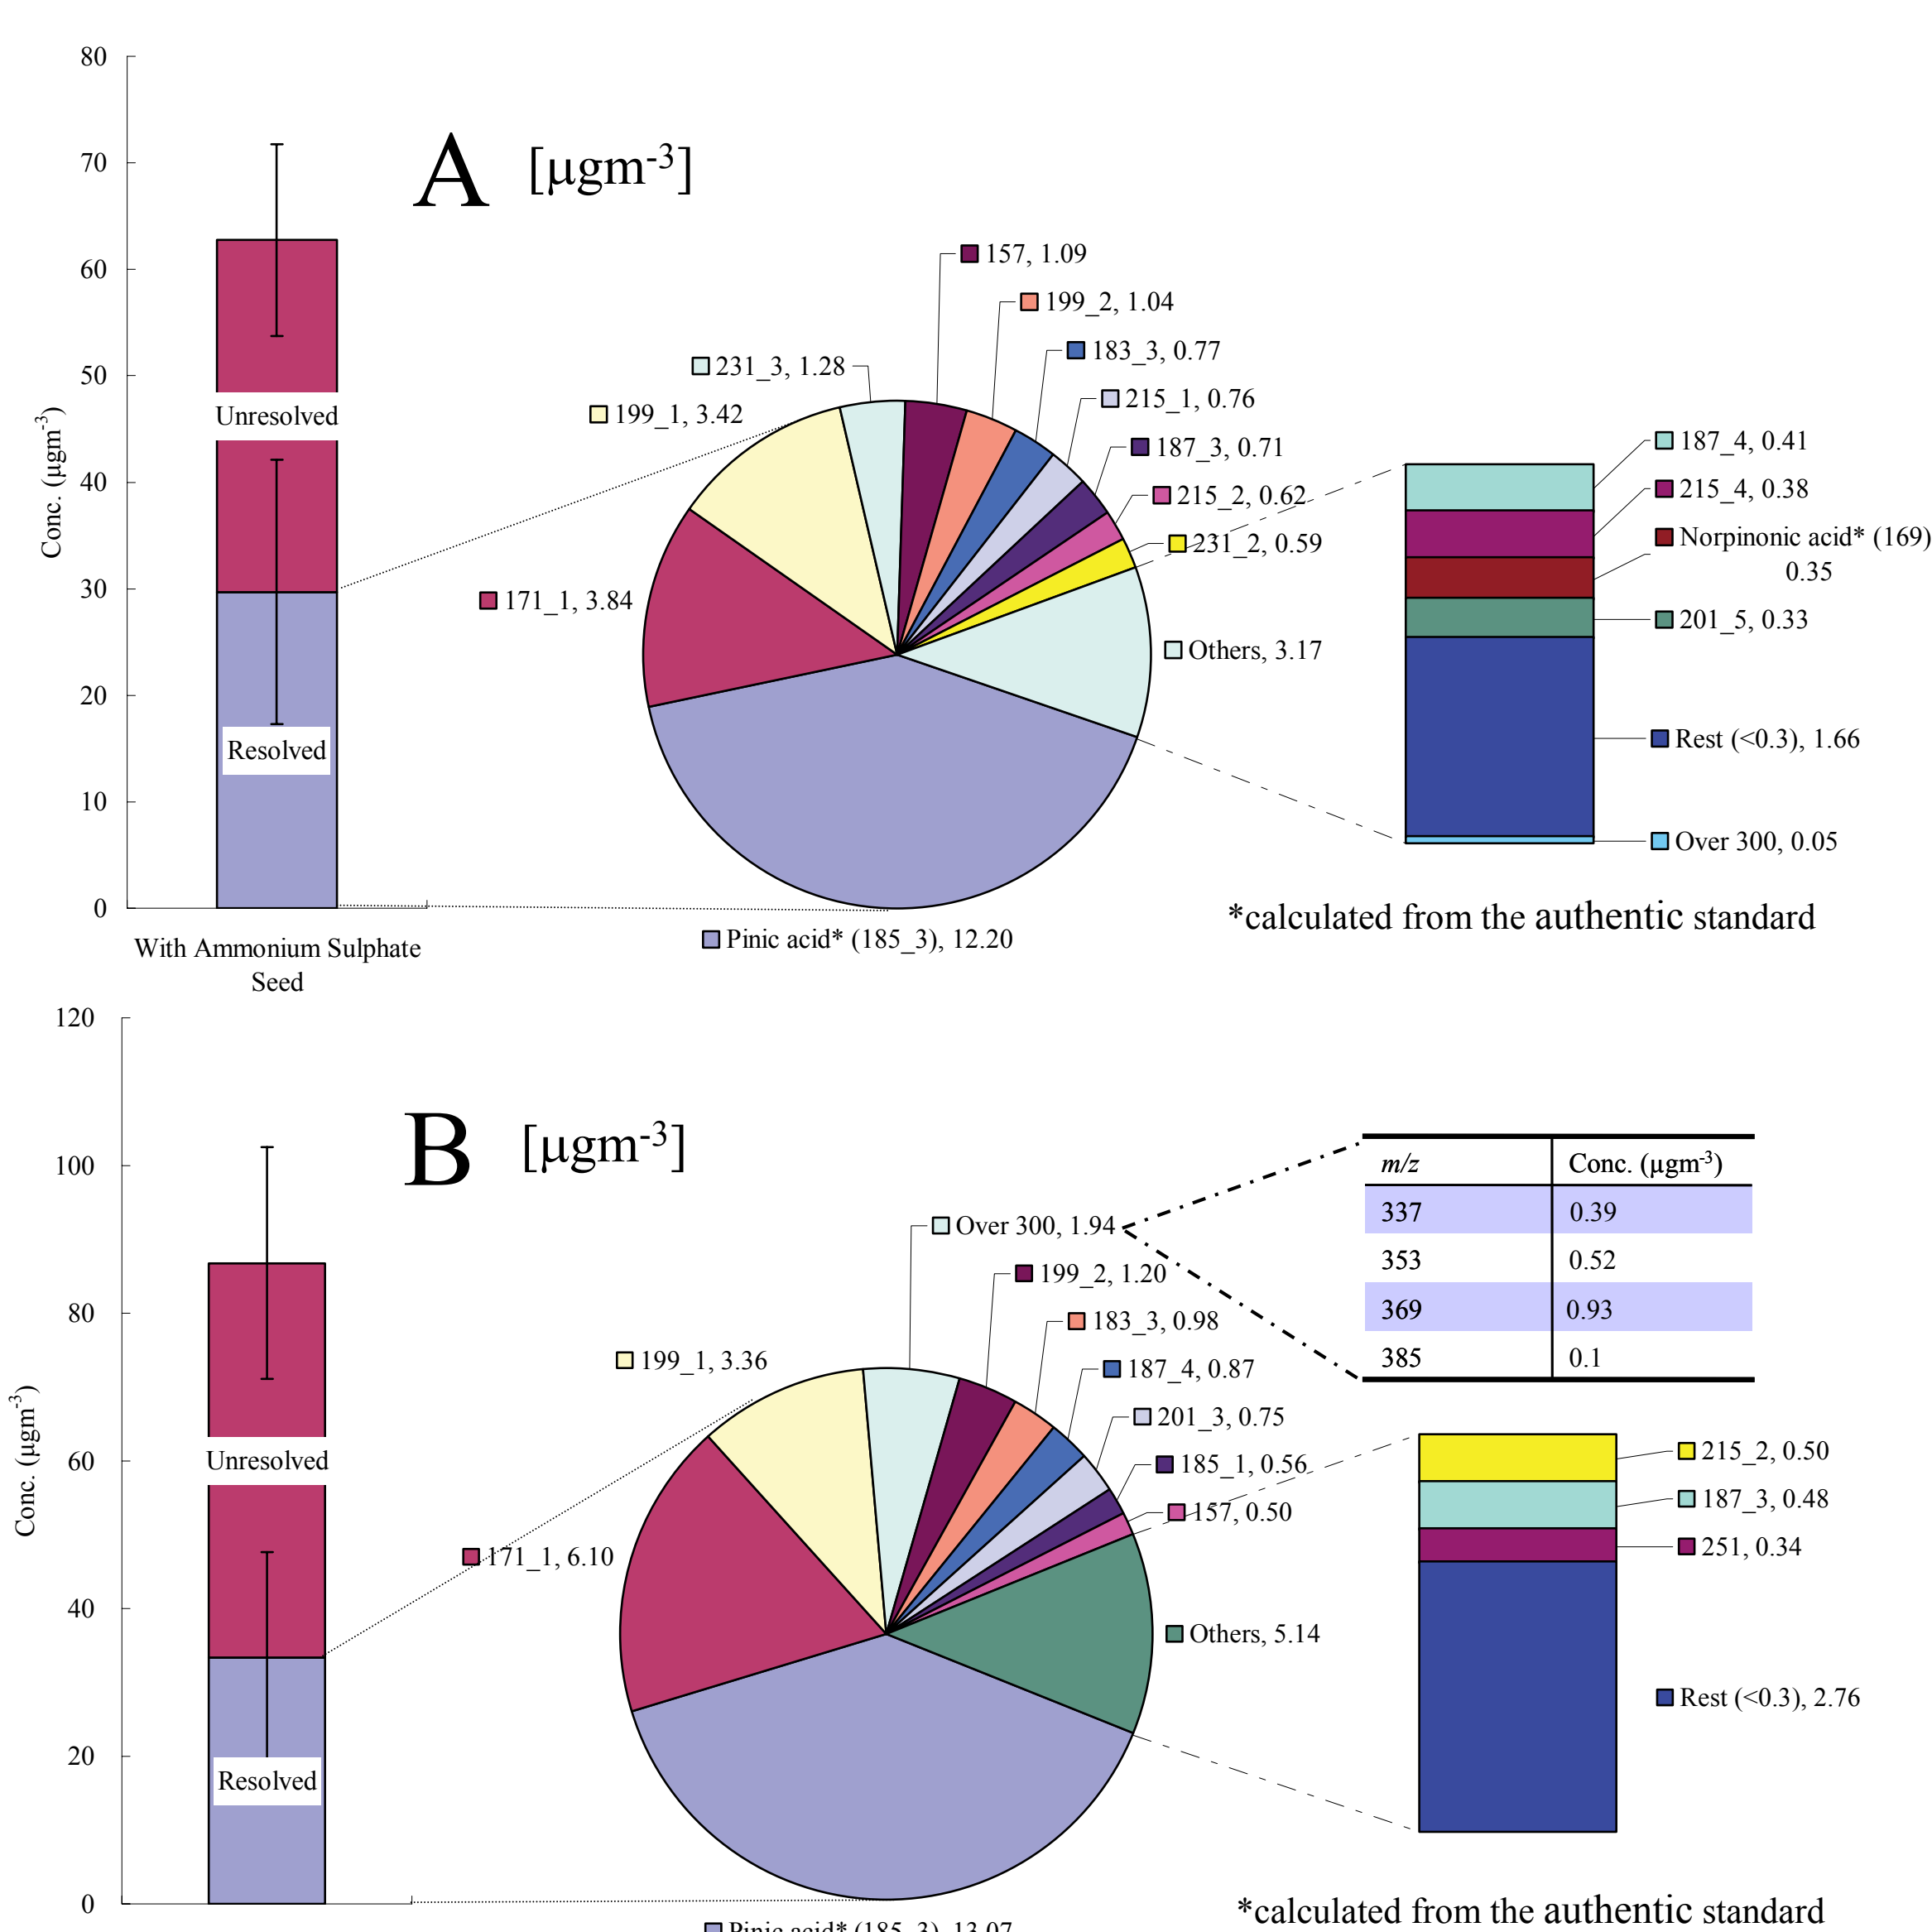 80
70
60
50
40
30
20
10
0
Conc. (µgm-3)
Unresolved
Resolved
With Ammonium Sulphate
Seed
A [µgm-3]
157, 1.09
199_2, 1.04
183_3, 0.77
231_3, 1.28
215_1, 0.76
199_1, 3.42
187_3, 0.71
215_2, 0.62
231_2, 0.59
171_1, 3.84
Others, 3.17
Pinic acid* (185_3), 12.20
187_4, 0.41
215_4, 0.38
Norpinonic acid* (169)
0.35
201_5, 0.33
Rest (<0.3), 1.66
Over 300, 0.05
*calculated from the authentic standard
120
100
80
60
40
20
0
Conc. (µgm-3)
Unresolved
Resolved
B [µgm-3]
Over 300, 1.94
199_2, 1.20
183_3, 0.98
199_1, 3.36
187_4, 0.87
201_3, 0.75
185_1, 0.56
157, 0.50
171_1, 6.10
Others, 5.14
Pinic acid* (185_3), 13.07
m/z Conc. (µgm-3)
337 0.39
353 0.52
369 0.93
385 0.1
215_2, 0.50
187_3, 0.48
251, 0.34
Rest (<0.3), 2.76
*calculated from the authentic standard